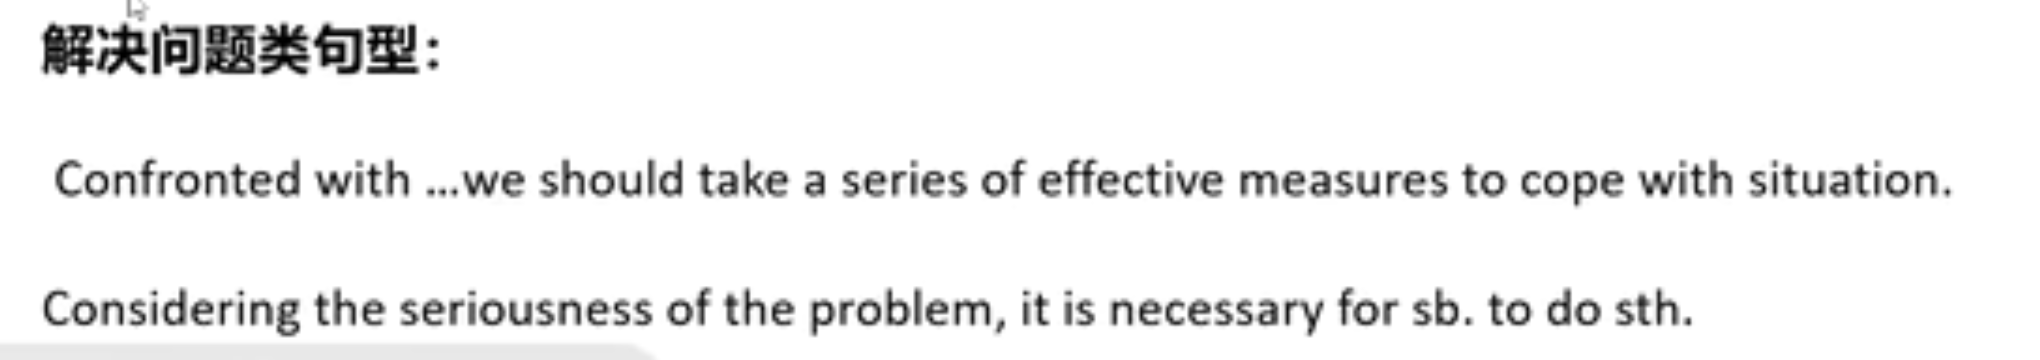 解决问题类句型：
Confronted with ...we should take a series of effective measures to cope with situation.
Considering the seriousness of the problem, it is necessary for sb. to do sth.